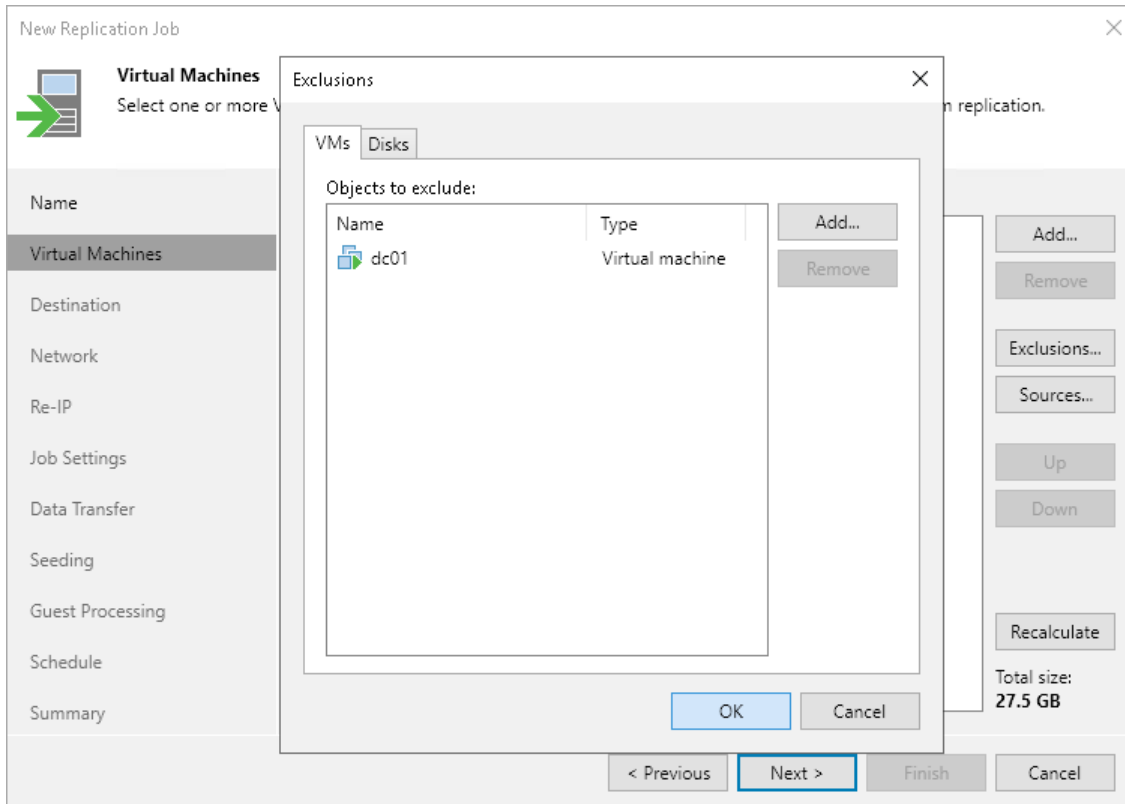 New Replication Job
Virtual Machines
Select one or more V
m replication.
Name
Virtual Machines
Destination
Network
Re-IP
Job Settings
Data Transfer
Seeding
Guest Processing
Schedule
Summary
Exclusions
VMs Disks
Objects to exclude:
Name Type
dc01 Virtual machine
Add...
Remove
OK Cancel
Add...
Remove
Exclusions...
Sources...
Up
Down
Recalculate
Total size:
27.5 GB
< Previous Next > Finish Cancel